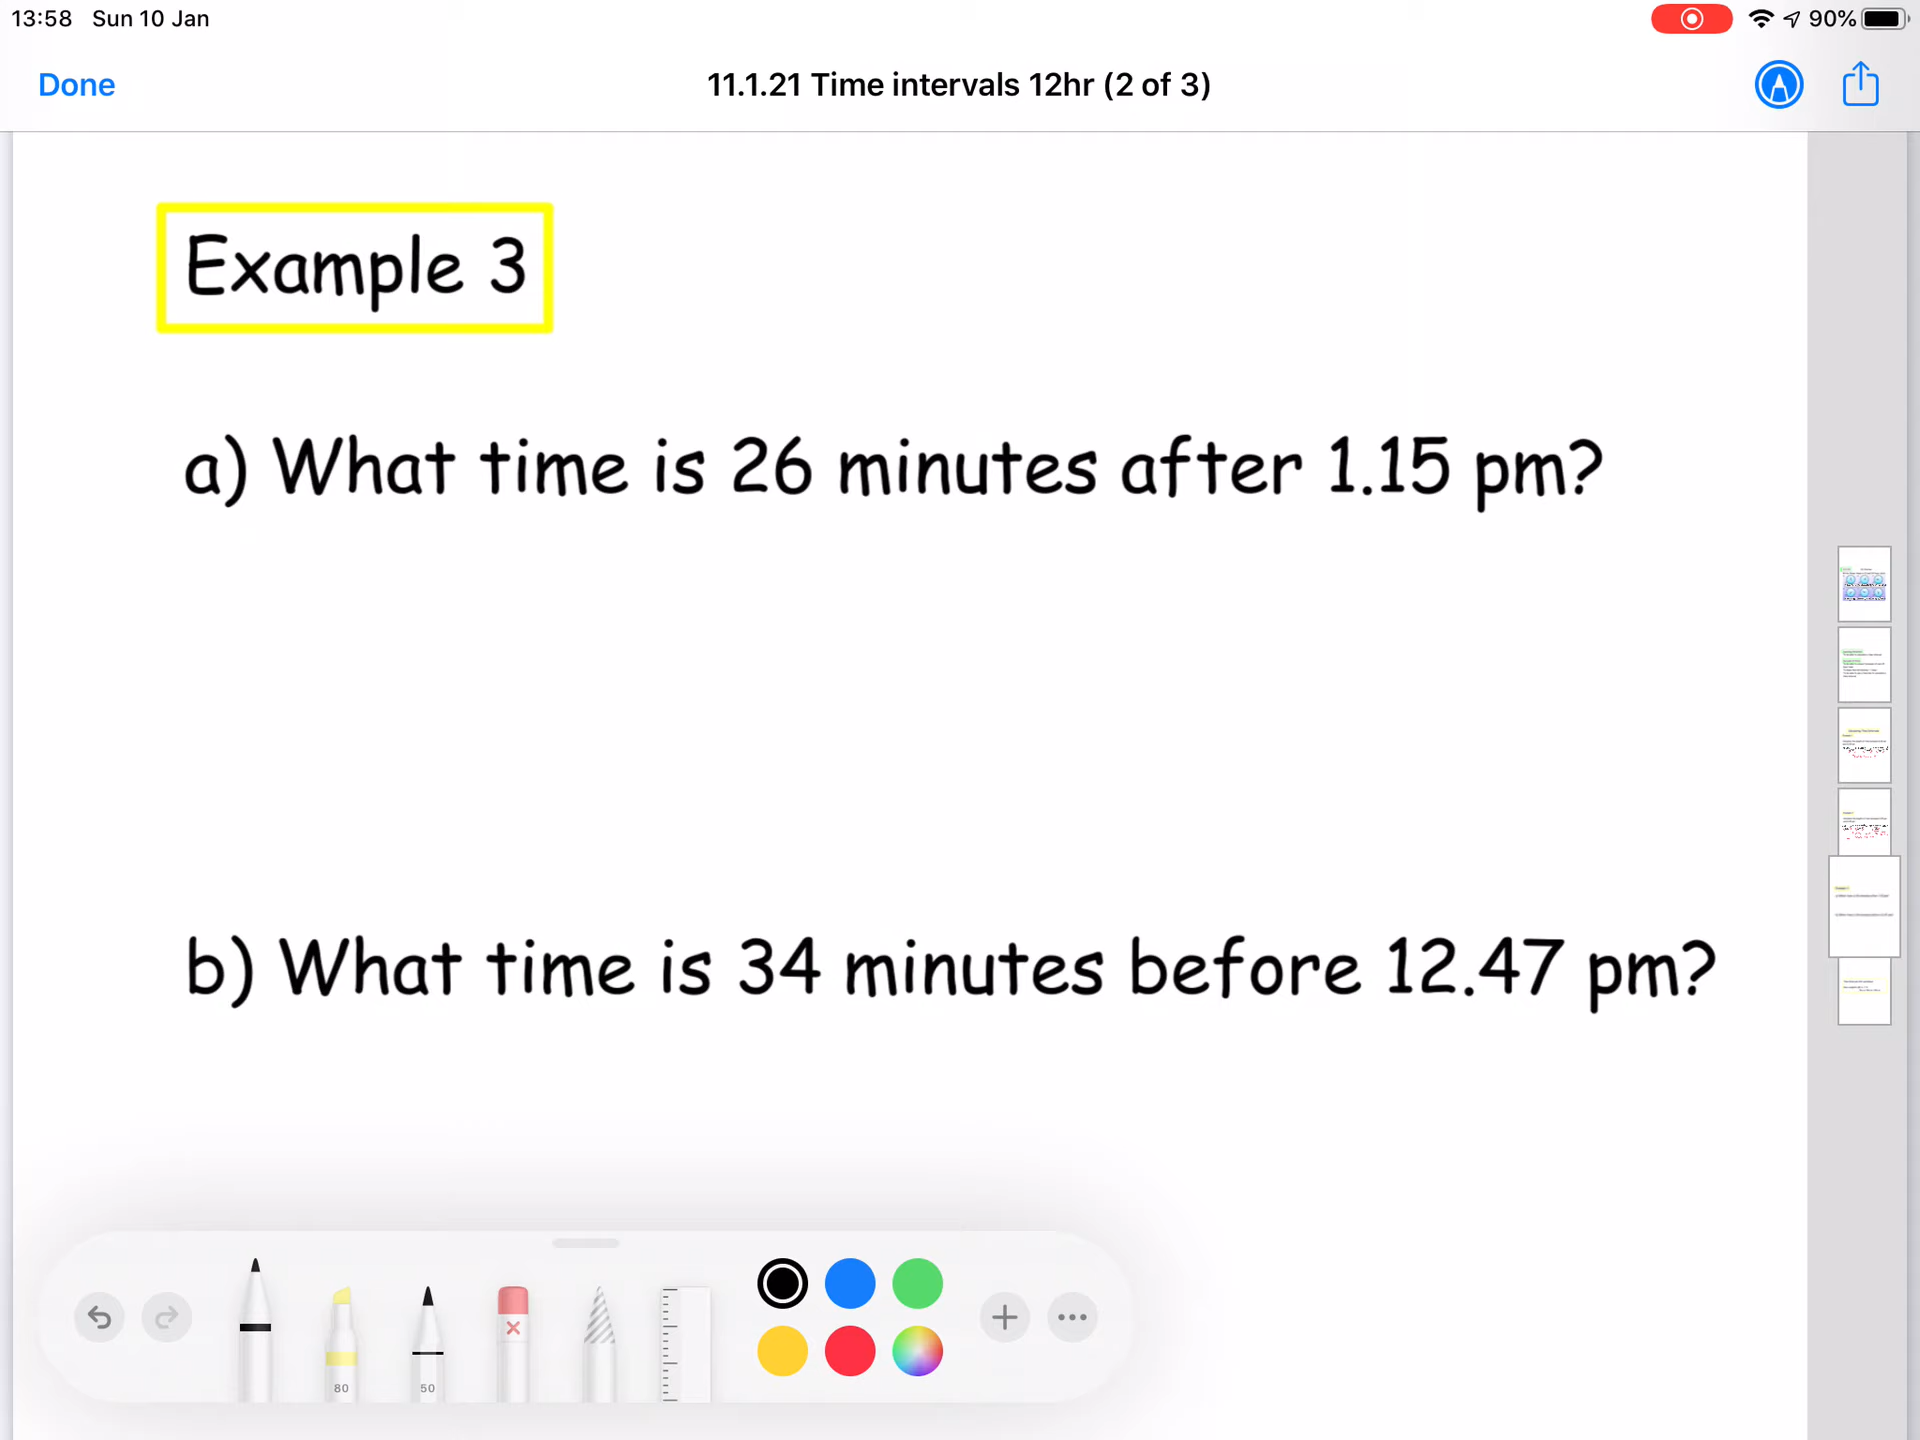 13:58 Sun 10 Jan 90%
Done 11.1.21 Time intervals 12hr (2 of 3)
Example 3
a) What time is 26 minutes after 1.15 pm?
b) What time is 34 minutes before 12.47 pm?
80 50